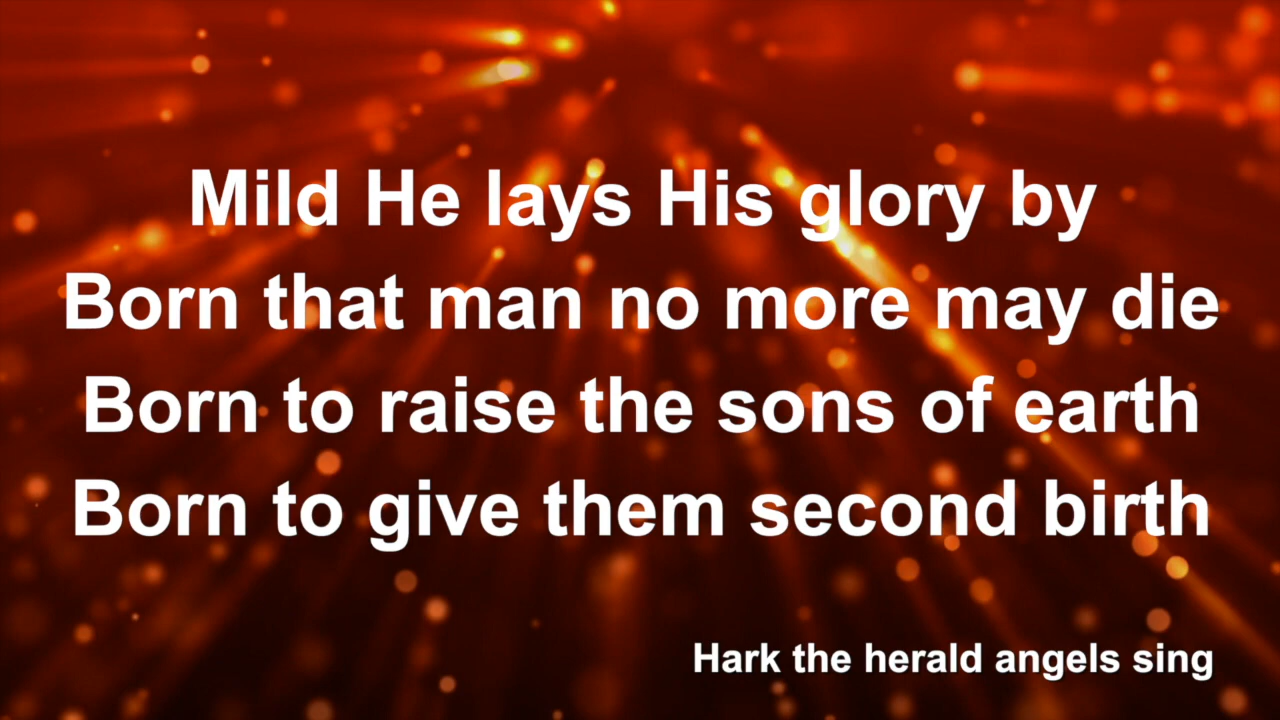 Mild He lays His glory by
Born that man no more may die
Born to raise the sons of earth
Born to give them second birth
Hark the herald angels sing